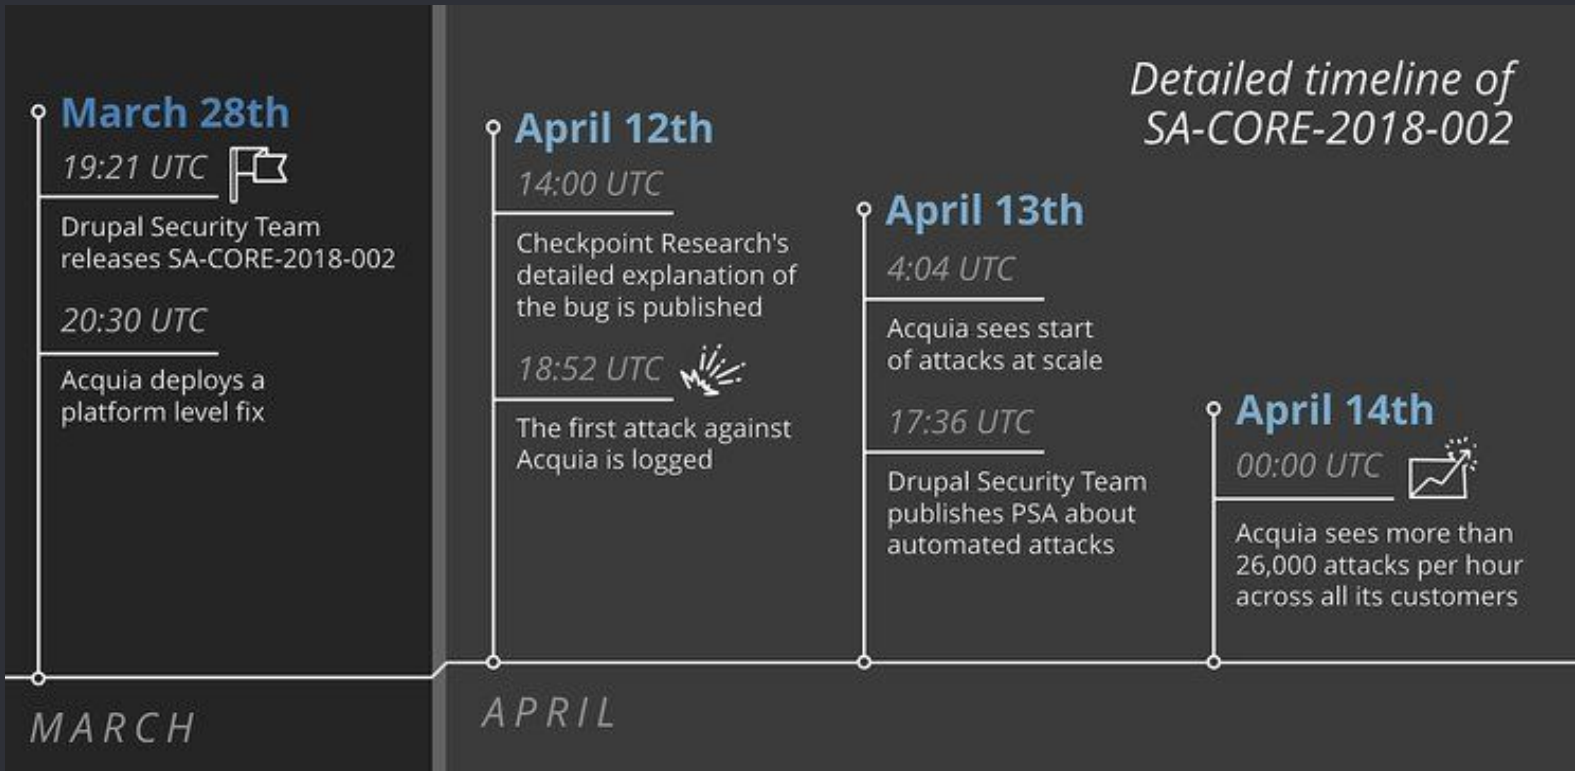 Detailed timeline of
SA-CORE-2018-002
March 28th
19:21 UTC
Drupal Security Team
releases SA-CORE-2018-002
20:30 UTC
Acquia deploys a
platform level fix
April 12th
14:00 UTC
Checkpoint Research's
detailed explanation of
the bug is published
18:52 UTC
The first attack against
Acquia is logged
April 13th
4:04 UTC
Acquia sees start
of attacks at scale
17:36 UTC
Drupal Security Team
publishes PSA about
automated attacks
April 14th
00:00 UTC
Acquia sees more than
26,000 attacks per hour
across all its customers
MARCH
APRIL